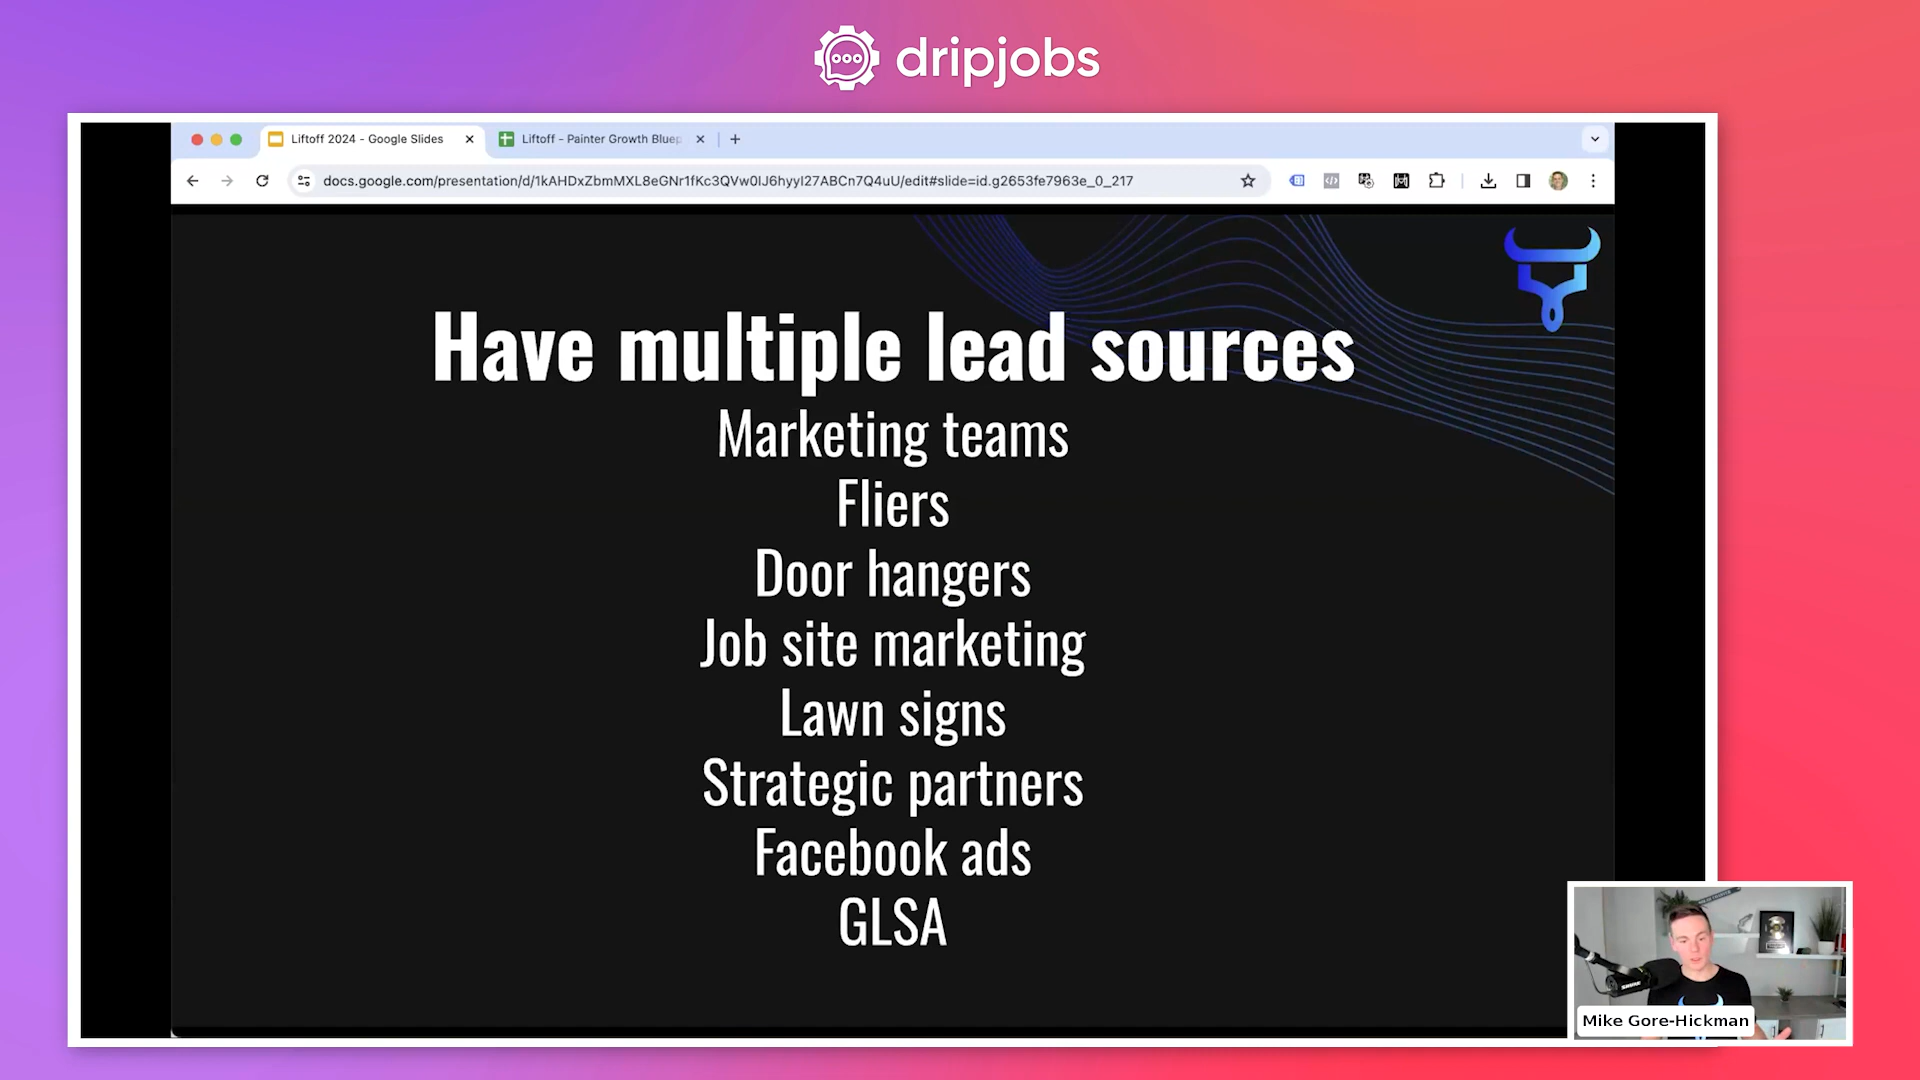 dripjobs
Liftoff 2024 - Google Slides
Liftoff - Painter Growth Bluep
docs.google.com/presentation/d/1kAHDxZbmMXL8eGNr1fKc3QVw0IJ6hyyI27ABCn7Q4uU/edit#slide=id.g2653fe7963e_0_217
Have multiple lead sources
Marketing teams
Fliers
Door hangers
Job site marketing
Lawn signs
Strategic partners
Facebook ads
GLSA
SHURE
Mike Gore-Hickman